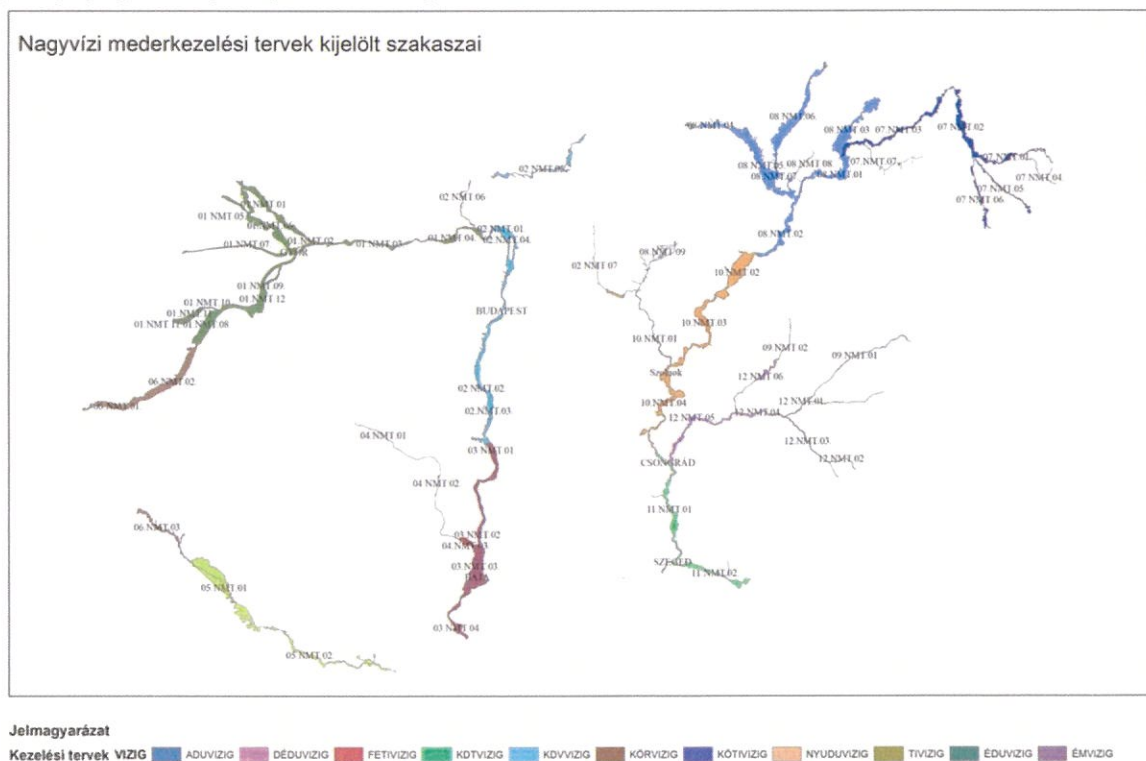 Nagyvízi mederkezelési tervek kijelölt szakaszai
08 NMT 06
08 NMT 03
07 NMT 03
07 NMT 02
02 NMT 06
08 NMT 05
08 NMT 08
07 NMT 07
08 NMT 07
08 NMT 01
07 NMT 04
07 NMT 05
07 NMT 06
01 NMT 05
02 NMT 01
01 NMT 02
01 NMT 04
02 NMT 04
08 NMT 02
01 NMT 07
01 NMT 03
02 NMT 07
08 NMT 09
10 NMT 02
01 NMT 09
01 NMT 10
01 NMT 12
BUDAPEST
01 NMT 11
01 NMT 08
10 NMT 03
10 NMT 01
09 NMT 02
09 NMT 01
06 NMT 02
02 NMT 02
Szolnok
12 NMT 06
06 NMT 01
02 NMT 03
10 NMT 04
12 NMT 05
12 NMT 04
12 NMT 01
04 NMT 01
03 NMT 01
12 NMT 03
CSONGRÁD
12 NMT 02
04 NMT 02
11 NMT 01
06 NMT 03
03 NMT 02
04 NMT 03
03 NMT 03
BAJA
SZEGED
11 NMT 02
05 NMT 01
03 NMT 04
05 NMT 02
Jelmagyarázat
Kezelési tervek VIZIG ADUVIZIG DÉDUVIZIG FETIVIZIG KDTVIZIG KDVVIZIG KÖRVIZIG KÖTIVIZIG NYUDUVIZIG TIVIZIG ÉDUVIZIG ÉMVIZIG